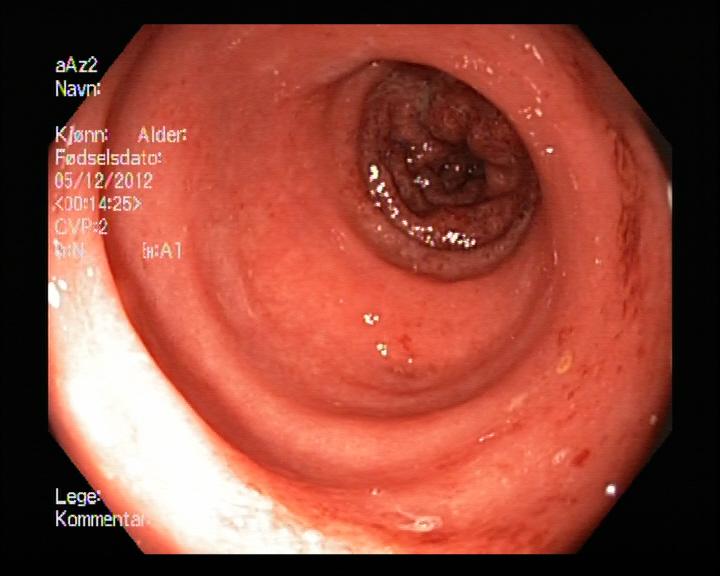 aAz2
Navn:
Kjønn: Alder:
Fødselsdato:
05/12/2012
<00:14:25>
CVP:2
Lege:
Kommentar